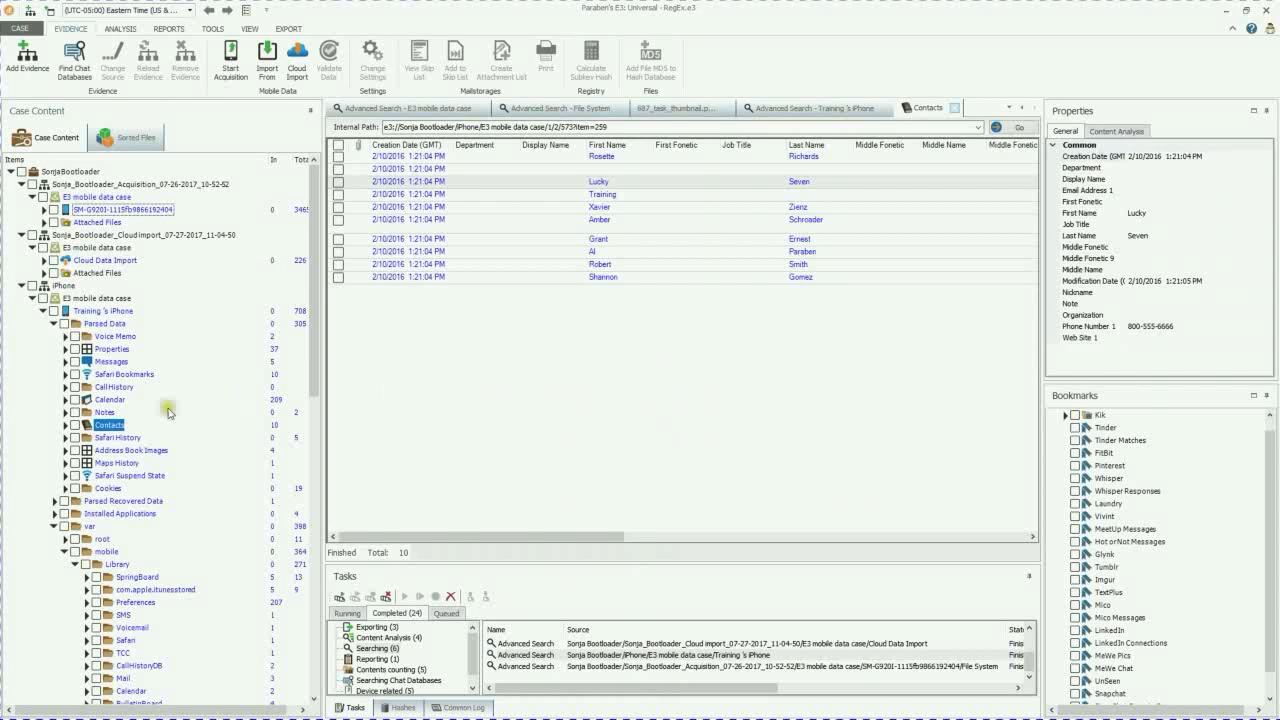 (UTC-05:00) Eastern Time (US & ...
Paraben's E3: Universal - RegEx.e3
CASE EVIDENCE ANALYSIS REPORTS TOOLS VIEW EXPORT
Add Evidence
Find Chat Databases
Change Source
Reload Evidence
Remove Evidence
Start Acquisition
Import From
Cloud Import
Validate Data
Change Settings
View Skip List
Add to Skip List
Create Attachment List
Print
Calculate Subkey Hash
Add File MD5 to Hash Database
Evidence Mobile Data Settings Mailstorages Registry Files
Case Content
Case Content Sorted Files
Items In Tota
SonjaBootloader
Sonja_Bootloader_Acquisition_07-26-2017_10-52-52
E3 mobile data case
SM-G920I-1115fb9866192404 0 3465
Attached Files
Sonja_Bootloader_Cloud import_07-27-2017_11-04-50
E3 mobile data case
Cloud Data Import 0 226
Attached Files
iPhone
E3 mobile data case
Training 's iPhone 0 708
Parsed Data 0 305
Voice Memo 2
Properties 37
Messages 5
Safari Bookmarks 10
Call History 0
Calendar 209
Notes 0 2
Contacts 10
Safari History 0 5
Address Book Images 4
Maps History 1
Safari Suspend State 1
Cookies 0 19
Parsed Recovered Data 1
Installed Applications 0 4
var 0 398
root 0 11
mobile 0 364
Library 0 271
SpringBoard 5 13
com.apple.itunesstored 5 9
Preferences 207
SMS 1
Voicemail 1
Safari 1
TCC 1
CallHistoryDB 2
Mail 3
Calendar 2
BulletinBoard 4
Advanced Search - E3 mobile data case Advanced Search - File System 687_task_thumbnail.p... Advanced Search - Training 's iPhone Contacts
Internal Path: e3://Sonja Bootloader/iPhone/E3 mobile data case/1/2/573?item=259 Go
Creation Date (GMT) Department Display Name First Name First Fonetic Job Title Last Name Middle Fonetic Middle Name Middle Fonetic
2/10/2016 1:21:04 PM Rosette Richards
2/10/2016 1:21:04 PM
2/10/2016 1:21:04 PM Lucky Seven
2/10/2016 1:21:04 PM Training
2/10/2016 1:21:04 PM Xavier Zienz
2/10/2016 1:21:04 PM Amber Schroader
2/10/2016 1:21:04 PM Grant Ernest
2/10/2016 1:21:04 PM Al Paraben
2/10/2016 1:21:04 PM Robert Smith
2/10/2016 1:21:04 PM Shannon Gomez
Finished Total: 10
Tasks
Running Completed (24) Queued
Exporting (3)
Content Analysis (4)
Searching (6)
Reporting (1)
Contents counting (5)
Searching Chat Databases
Device related (5)
Name Source Stat
Advanced Search Sonja Bootloader/Sonja_Bootloader_Cloud import_07-27-2017_11-04-50/E3 mobile data case/Cloud Data Import Finis
Advanced Search Sonja Bootloader/iPhone/E3 mobile data case/Training 's iPhone Finis
Advanced Search Sonja Bootloader/Sonja_Bootloader_Acquisition_07-26-2017_10-52-52/E3 mobile data case/SM-G920I-1115fb9866192404/File System Finis
Tasks Hashes Common Log
Properties
General Content Analysis
Common
Creation Date (GMT 2/10/2016 1:21:04 PM
Department
Display Name
Email Address 1
First Fonetic
First Name Lucky
Job Title
Last Name Seven
Middle Fonetic
Middle Fonetic 9
Middle Name
Modification Date (( 2/10/2016 1:21:05 PM
Nickname
Note
Organization
Phone Number 1 800-555-6666
Web Site 1
Bookmarks
Kik
Tinder
Tinder Matches
FitBit
Pinterest
Whisper
Whisper Responses
Laundry
Vivint
MeetUp Messages
Hot or Not Messages
Glynk
Tumblr
Imgur
TextPlus
Mico
Mico Messages
LinkedIn
LinkedIn Connections
MeWe Pics
MeWe Chat
UnSeen
Snapchat